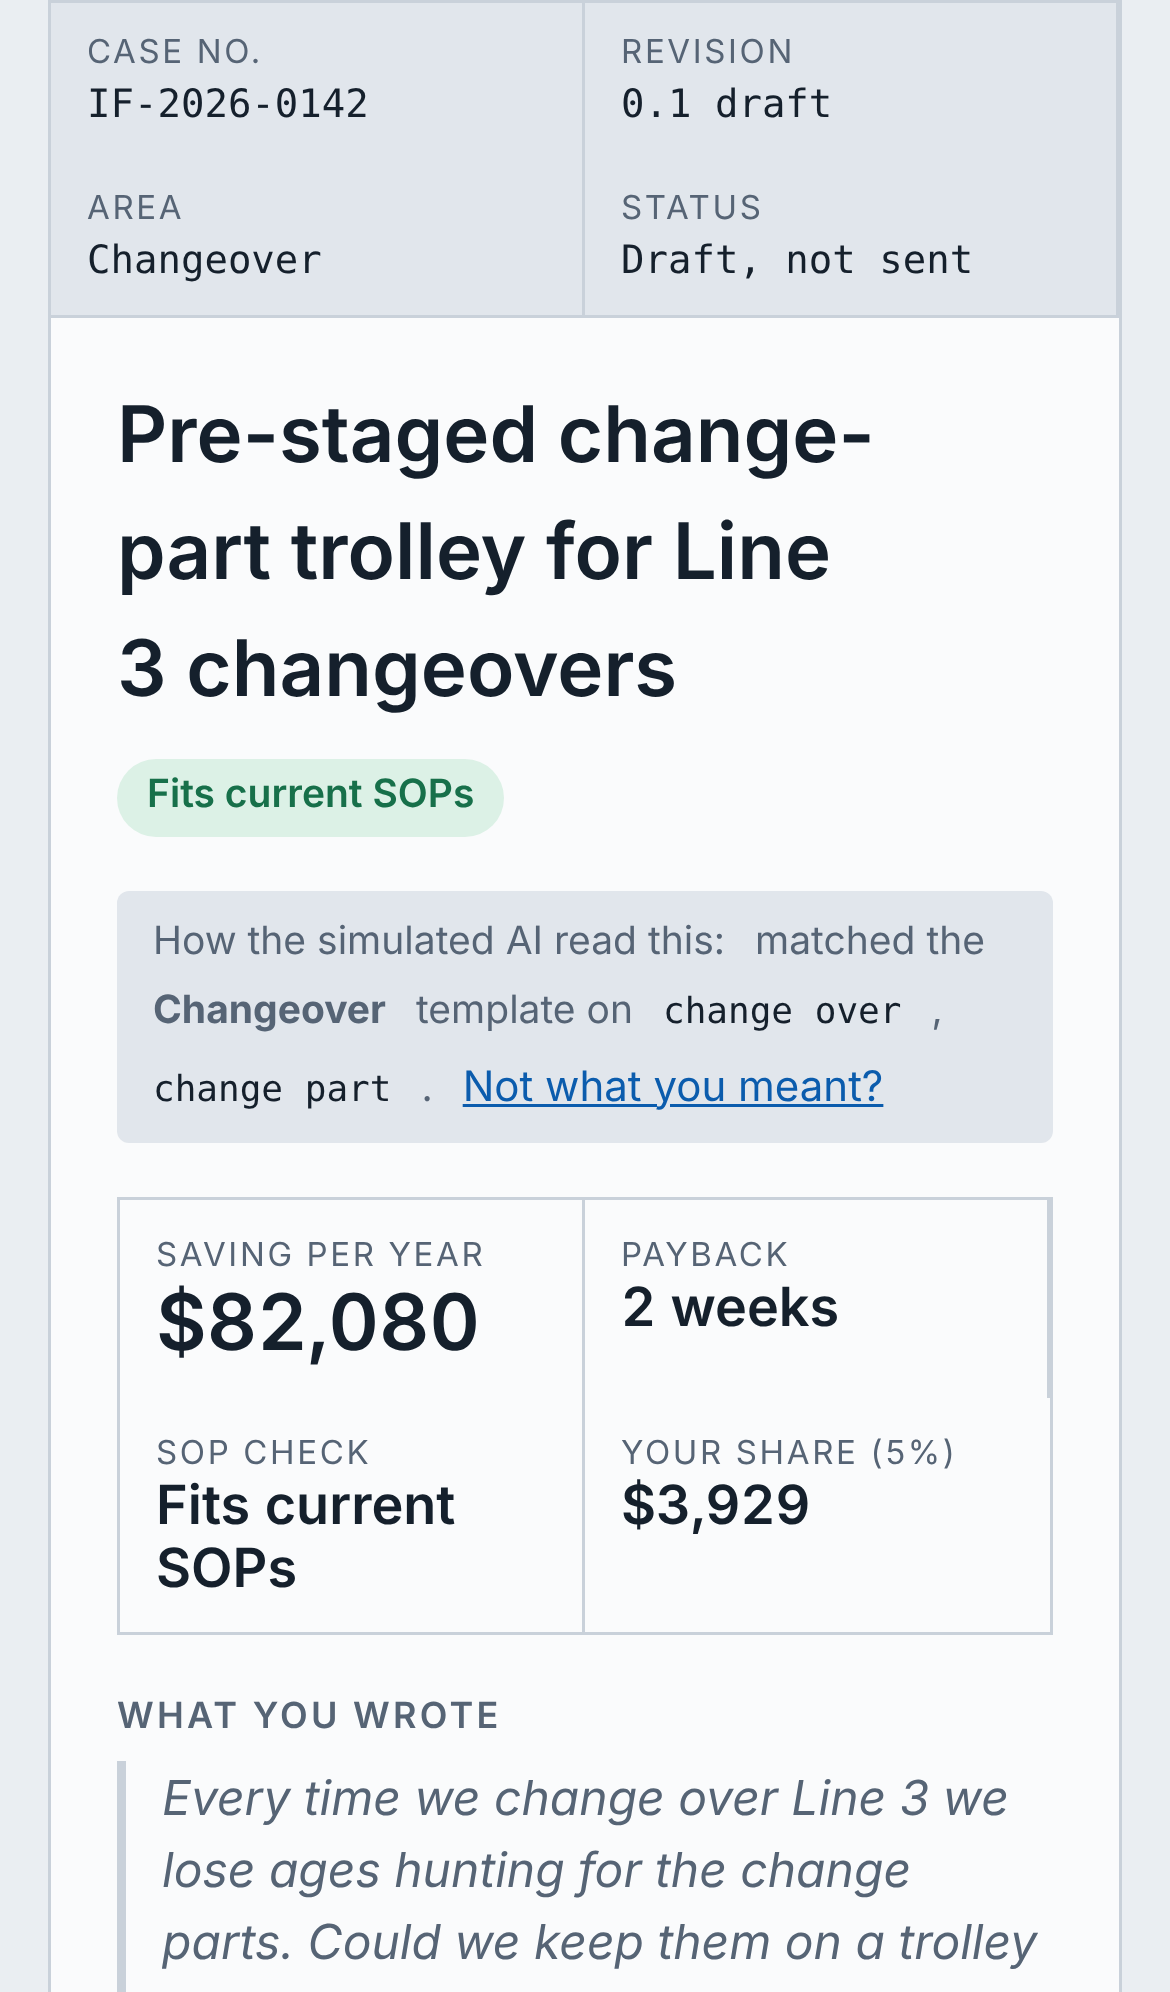 CASE NO.
IF-2026-0142
REVISION
0.1 draft
AREA
Changeover
STATUS
Draft, not sent
Pre-staged change-
part trolley for Line
3 changeovers
Fits current SOPs
How the simulated AI read this: matched the
Changeover template on change over ,
change part . Not what you meant?
SAVING PER YEAR
$82,080
PAYBACK
2 weeks
SOP CHECK
Fits current
SOPs
YOUR SHARE (5%)
$3,929
WHAT YOU WROTE
Every time we change over Line 3 we
lose ages hunting for the change
parts. Could we keep them on a trolley